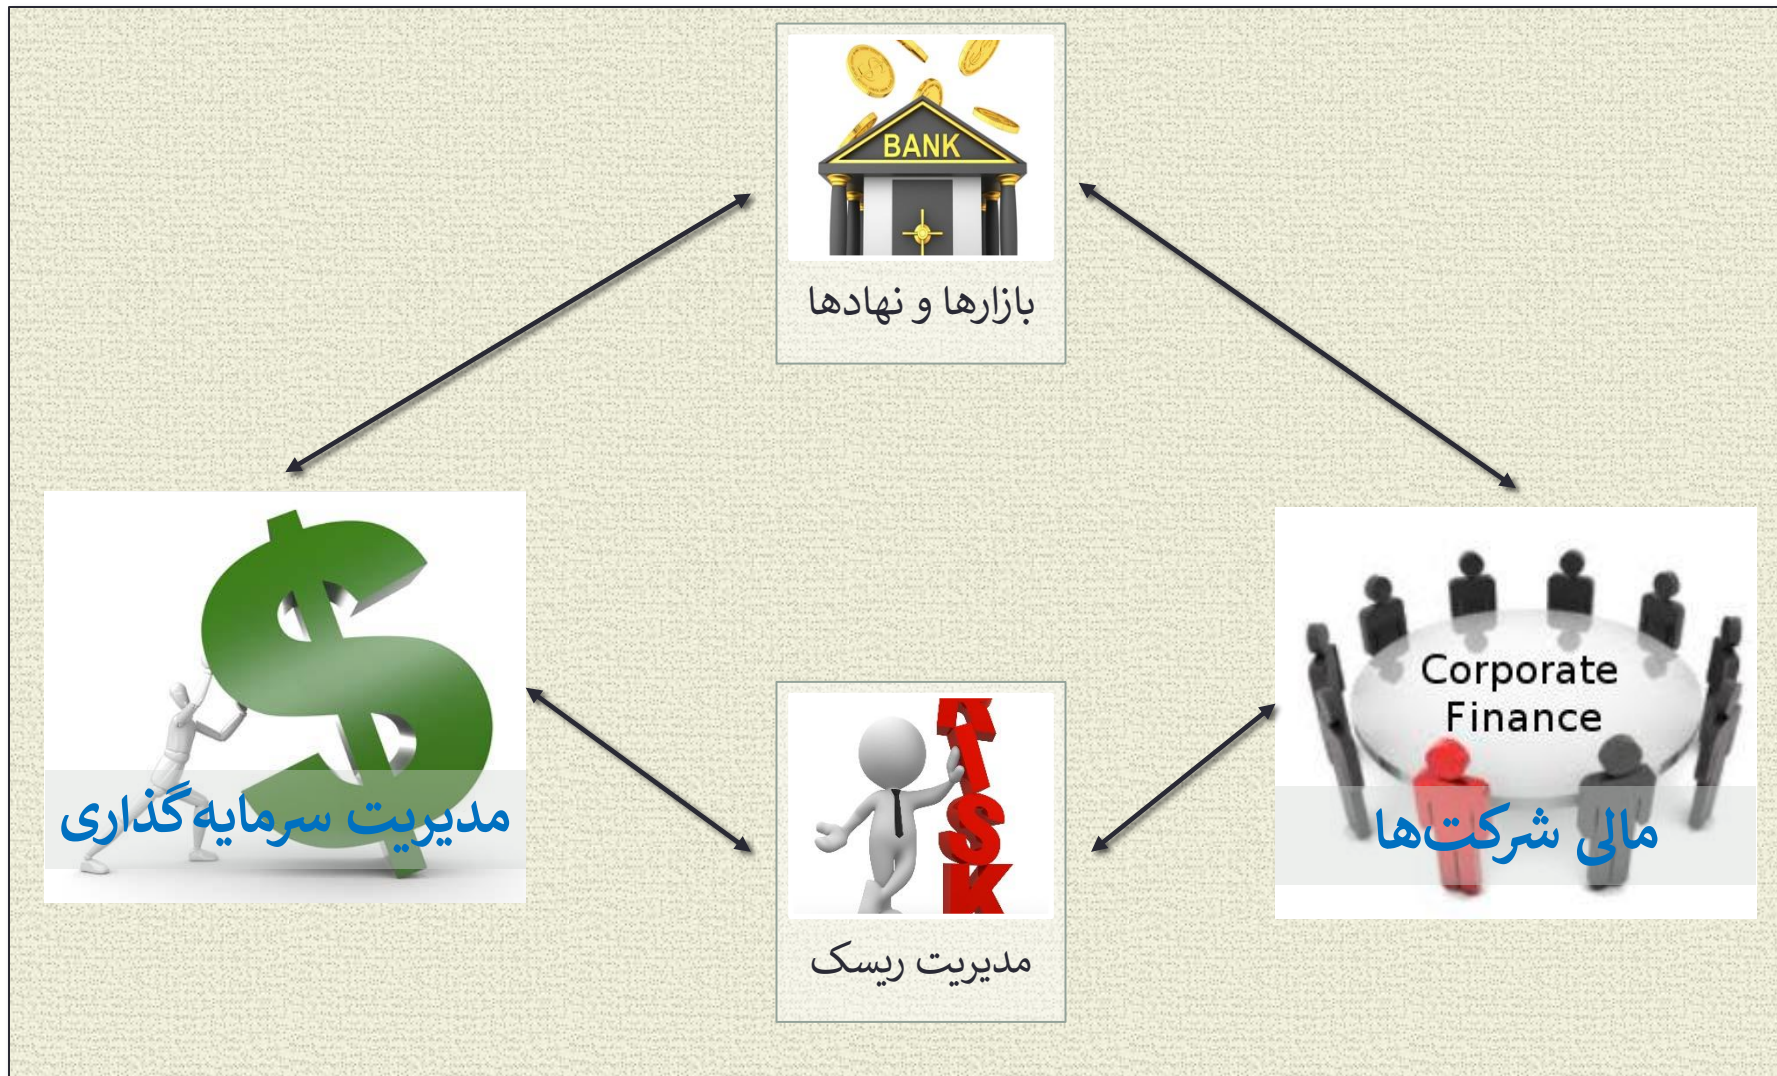 BANK
بازارها و نهادها
مدیریت سرمایه‌گذاری
Corporate
Finance
مالی شرکت‌ها
RISK
مدیریت ریسک